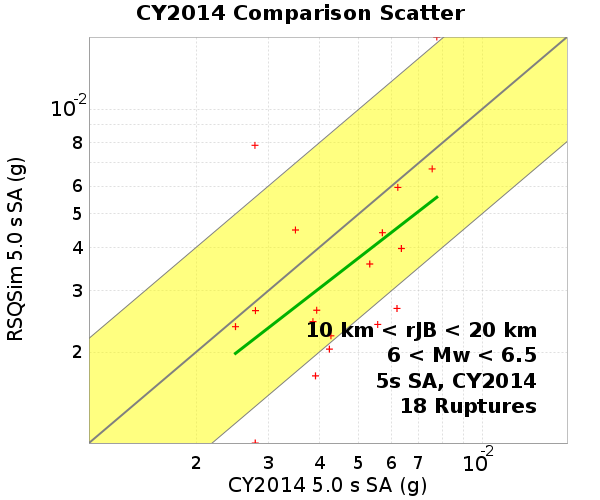 CY2014 Comparison Scatter
RSQSim 5.0 s SA (g)
10-2
8
6
5
4
3
2
10 km < rJB < 20 km
6 < Mw < 6.5
5s SA, CY2014
18 Ruptures
2 3 4 5 6 7 10-2
CY2014 5.0 s SA (g)